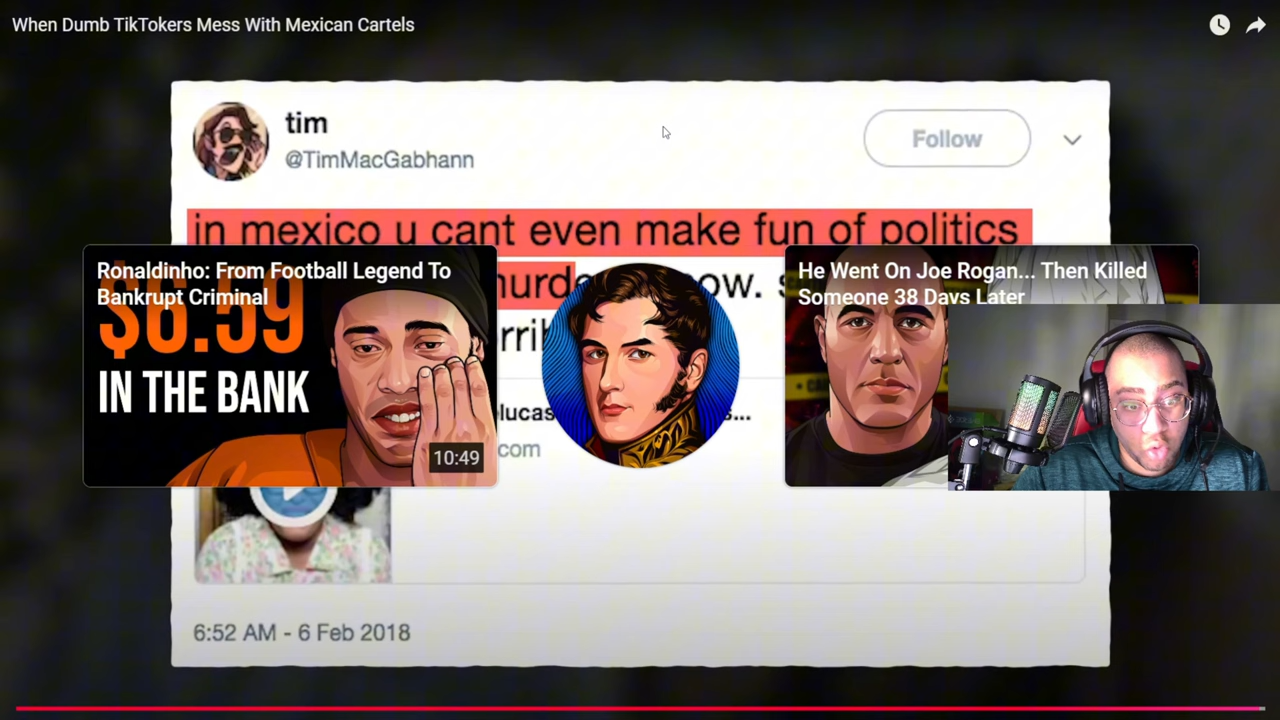 When Dumb TikTokers Mess With Mexican Cartels
tim
@TimMacGabhann
Follow
in mexico u cant even make fun of politics
Ronaldinho: From Football Legend To
Bankrupt Criminal
$6.59
IN THE BANK
10:49
He Went On Joe Rogan... Then Killed
Someone 38 Days Later
6:52 AM - 6 Feb 2018